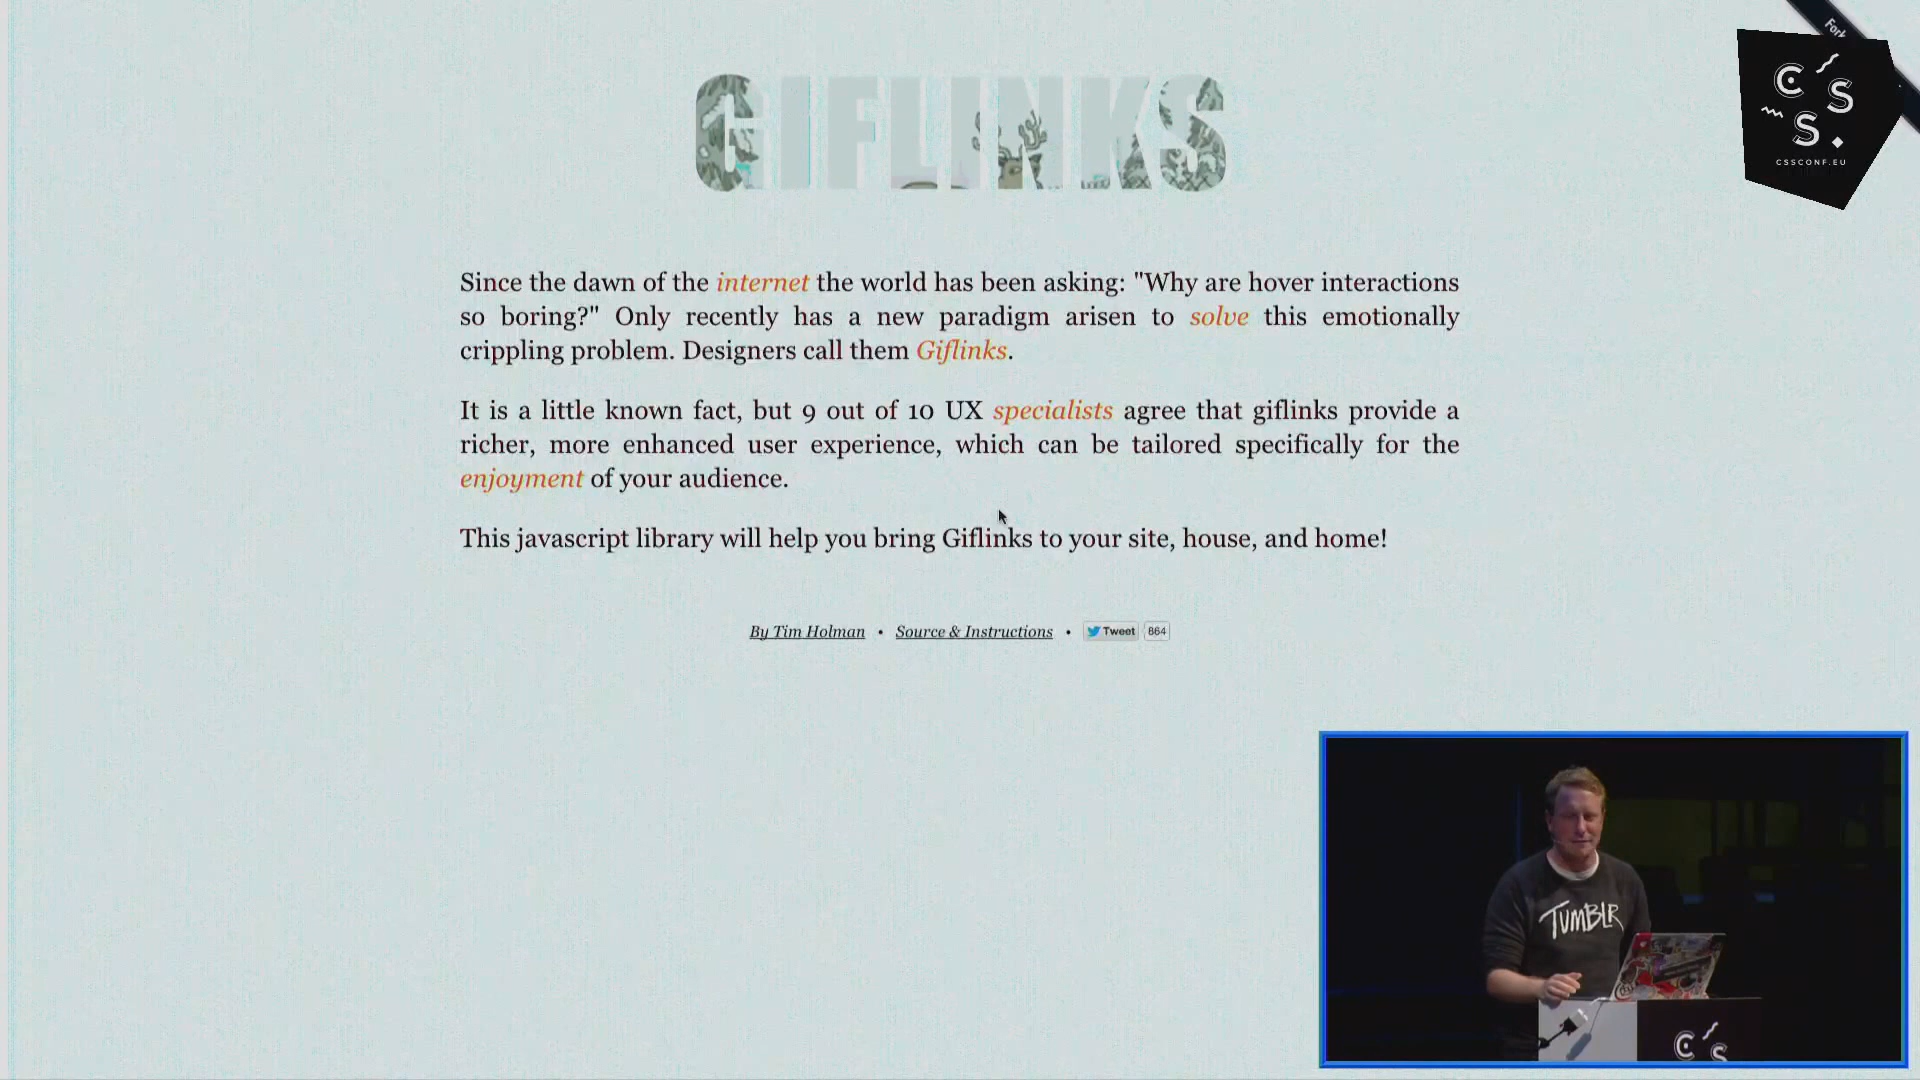 Fork
C S
S.
CSSCONF.EU
GIFLINKS
Since the dawn of the internet the world has been asking: "Why are hover interactions
so boring?" Only recently has a new paradigm arisen to solve this emotionally
crippling problem. Designers call them Giflinks.
It is a little known fact, but 9 out of 10 UX specialists agree that giflinks provide a
richer, more enhanced user experience, which can be tailored specifically for the
enjoyment of your audience.
This javascript library will help you bring Giflinks to your site, house, and home!
By Tim Holman • Source & Instructions • Tweet 864
TUMBLR
C S